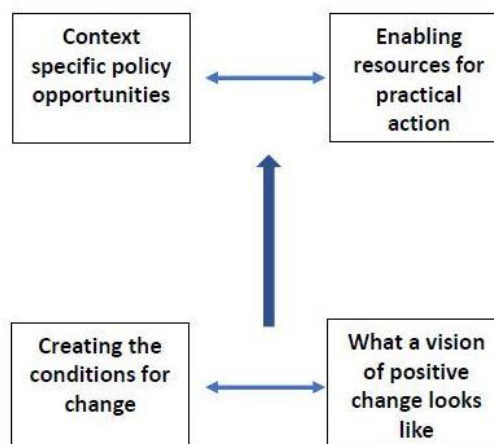 Context
specific policy
opportunities
Enabling
resources for
practical
action
Creating the
conditions for
change
What a vision
of positive
change looks
like